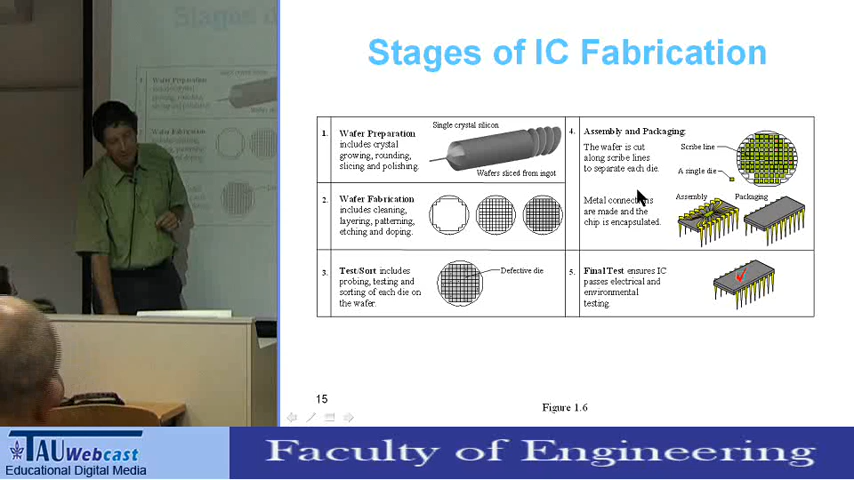 Stages of IC Fabrication
1.
Wafer Preparation
includes crystal
growing, rounding,
slicing and polishing.
Single crystal silicon
Wafers sliced from ingot
2.
Wafer Fabrication
includes cleaning,
layering, patterning,
etching and doping.
3.
Test/Sort includes
probing, testing and
sorting of each die on
the wafer.
Defective die
4.
Assembly and Packaging:
The wafer is cut
along scribe lines
to separate each die.
Scribe line
A single die
Metal connections
are made and the
chip is encapsulated.
Assembly
Packaging
5.
Final Test ensures IC
passes electrical and
environmental
testing.
15
Figure 1.6
TAU Webcast
Educational Digital Media
Faculty of Engineering